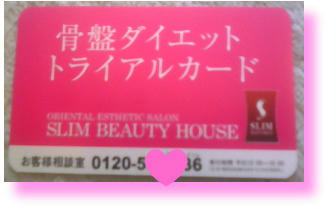 骨盤ダイエット
トライアルカード
ORIENTAL ESTHETIC SALON
SLIM BEAUTY HOUSE
S
SLIM
お客様相談室 0120-5 36